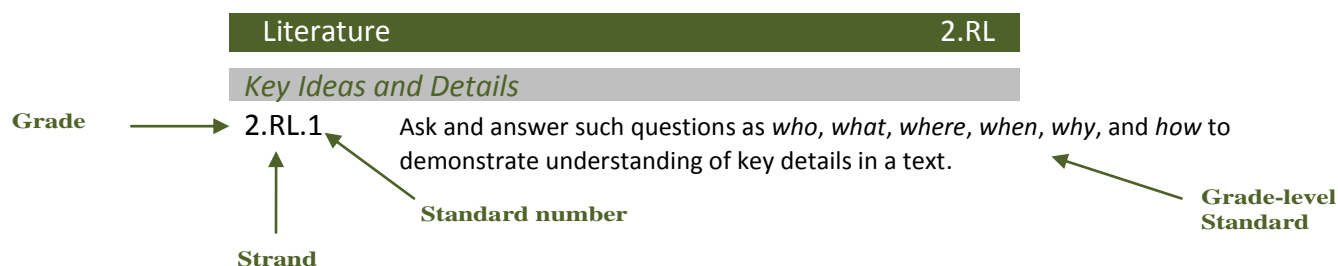 Literature 2.RL
Key Ideas and Details
Grade 2.RL.1 Ask and answer such questions as who, what, where, when, why, and how to
demonstrate understanding of key details in a text.
Standard number
Grade-level
Standard
Strand